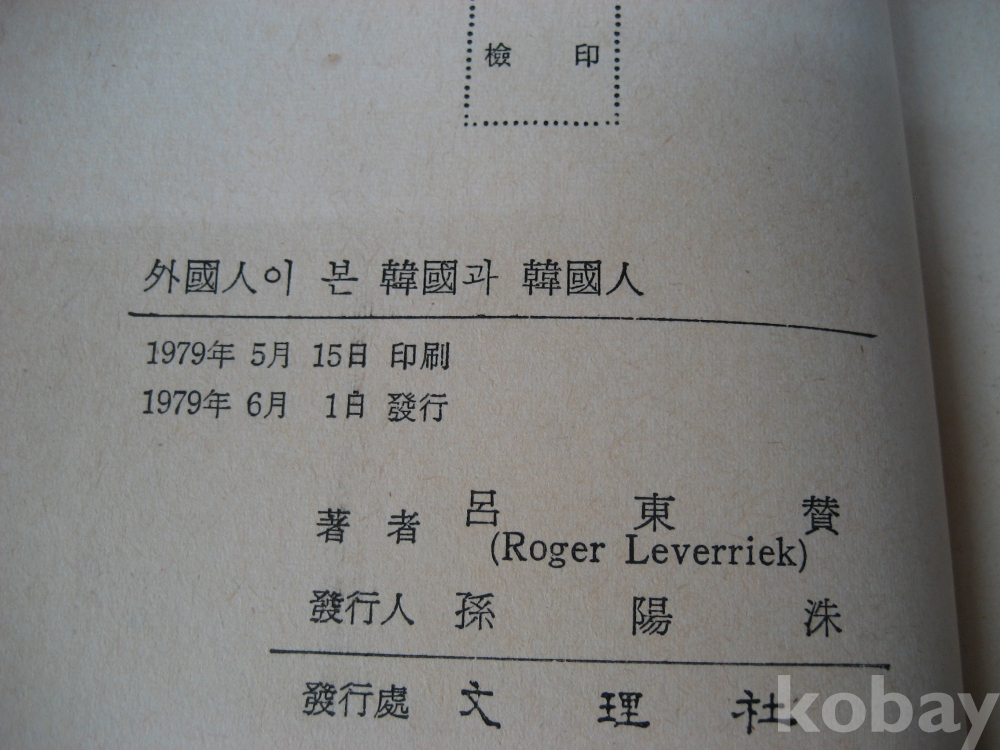 檢 印
外國人이 본 韓國과 韓國人
1979年 5月 15日 印刷
1979年 6月 1日 發行
著者 呂東賛
(Roger Leverriek)
發行人 孫陽洙
發行處 文理社
kobay